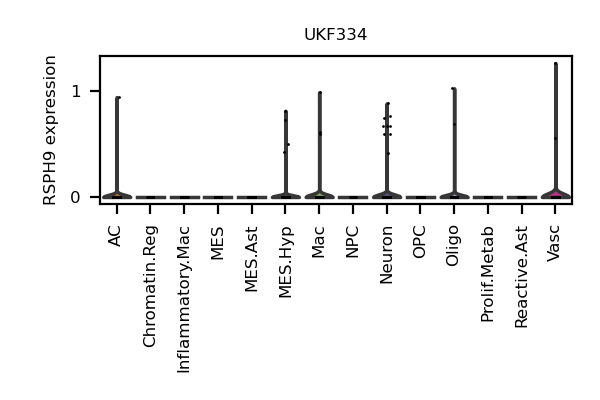 UKF334
RSPH9 expression
1
0
AC
Chromatin.Reg
Inflammatory.Mac
MES
MES.Ast
MES.Hyp
Mac
NPC
Neuron
OPC
Oligo
Prolif.Metab
Reactive.Ast
Vasc